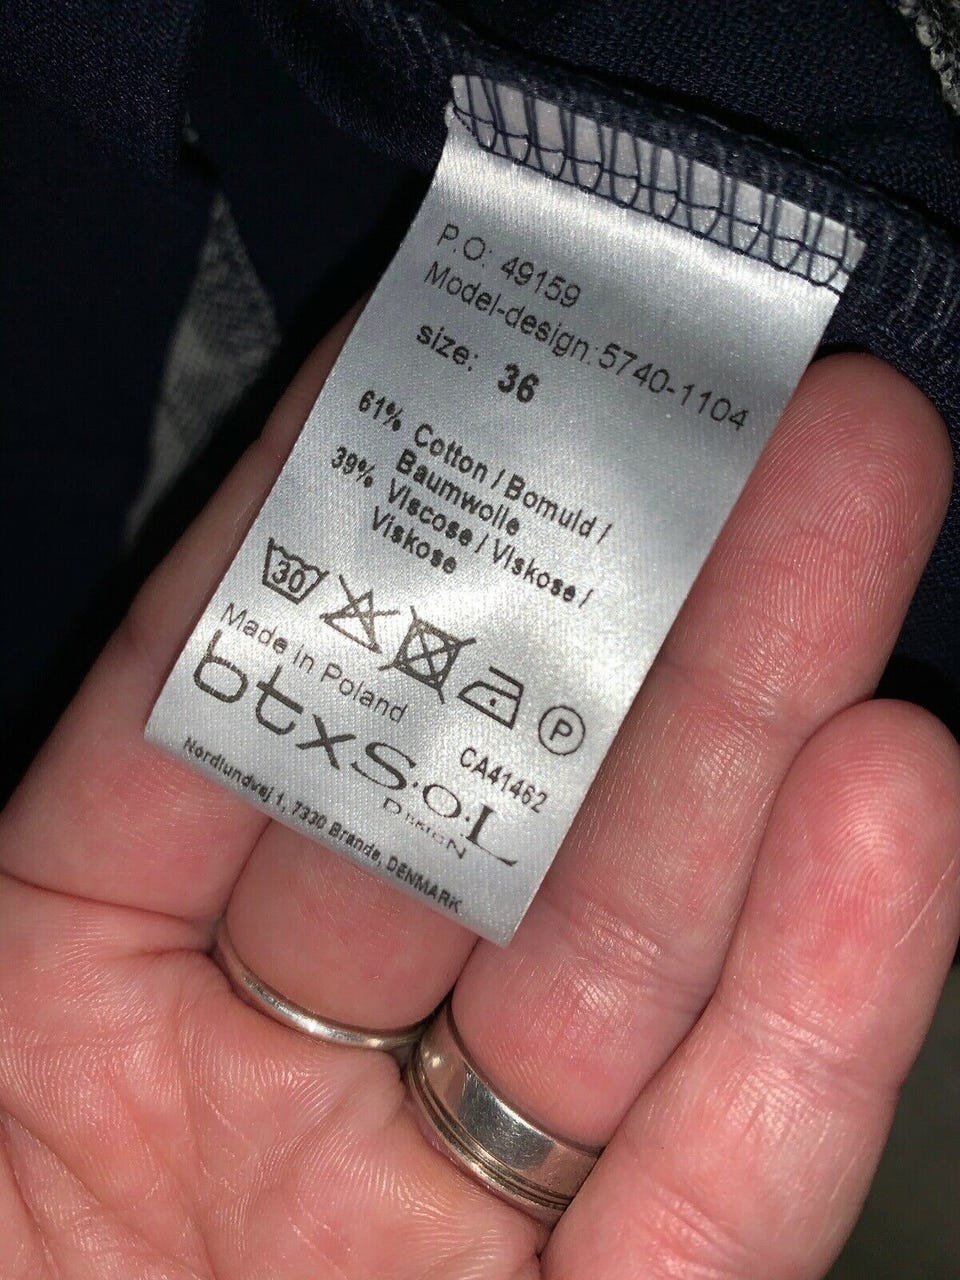 P.O: 49159
Model-design: 5740-1104
size: 36
61% Cotton / Bomuld /
Baumwolle
39% Viscose / Viskose /
Viskose
30
P
Made in Poland
CA41462
btxS.O.L
DESIGN
Nordlundvej 1, 7330 Brande, DENMARK